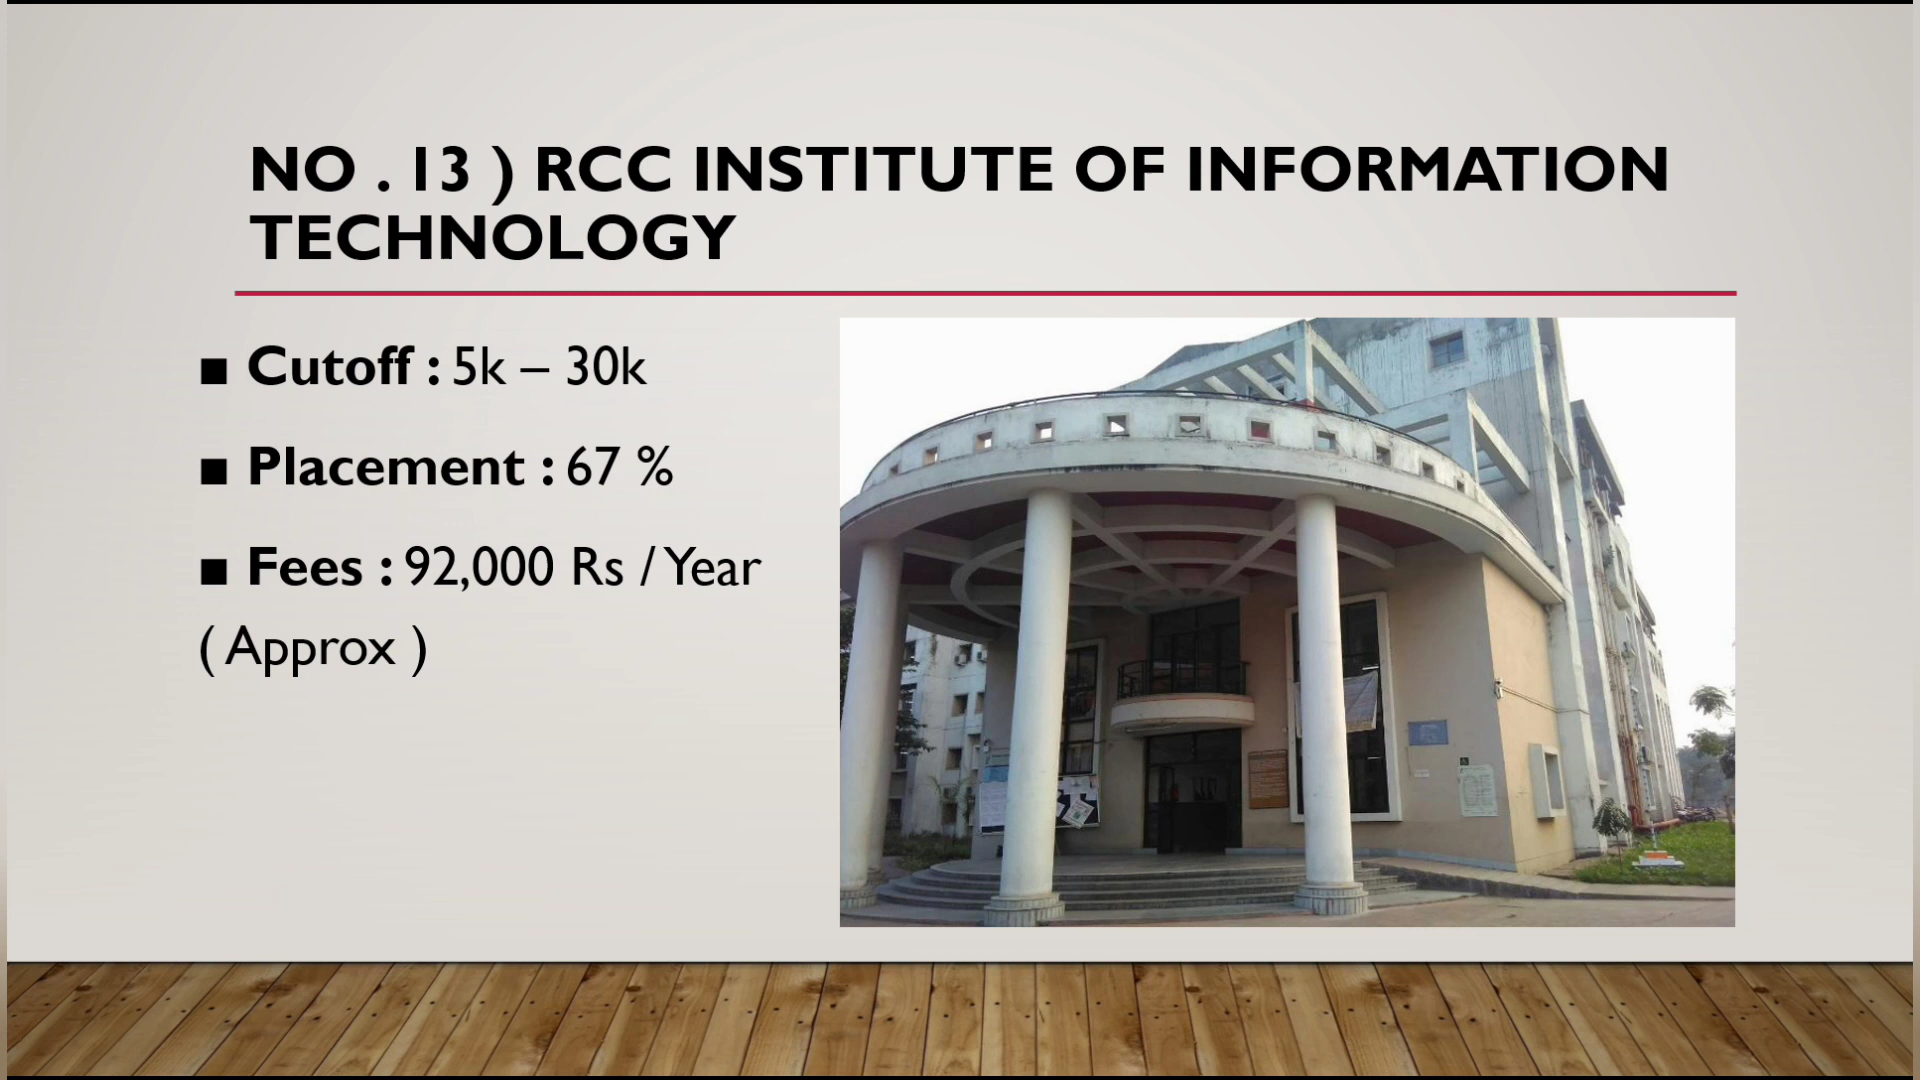 NO . 13 ) RCC INSTITUTE OF INFORMATION
TECHNOLOGY
■ Cutoff : 5k – 30k
■ Placement : 67 %
■ Fees : 92,000 Rs / Year
( Approx )